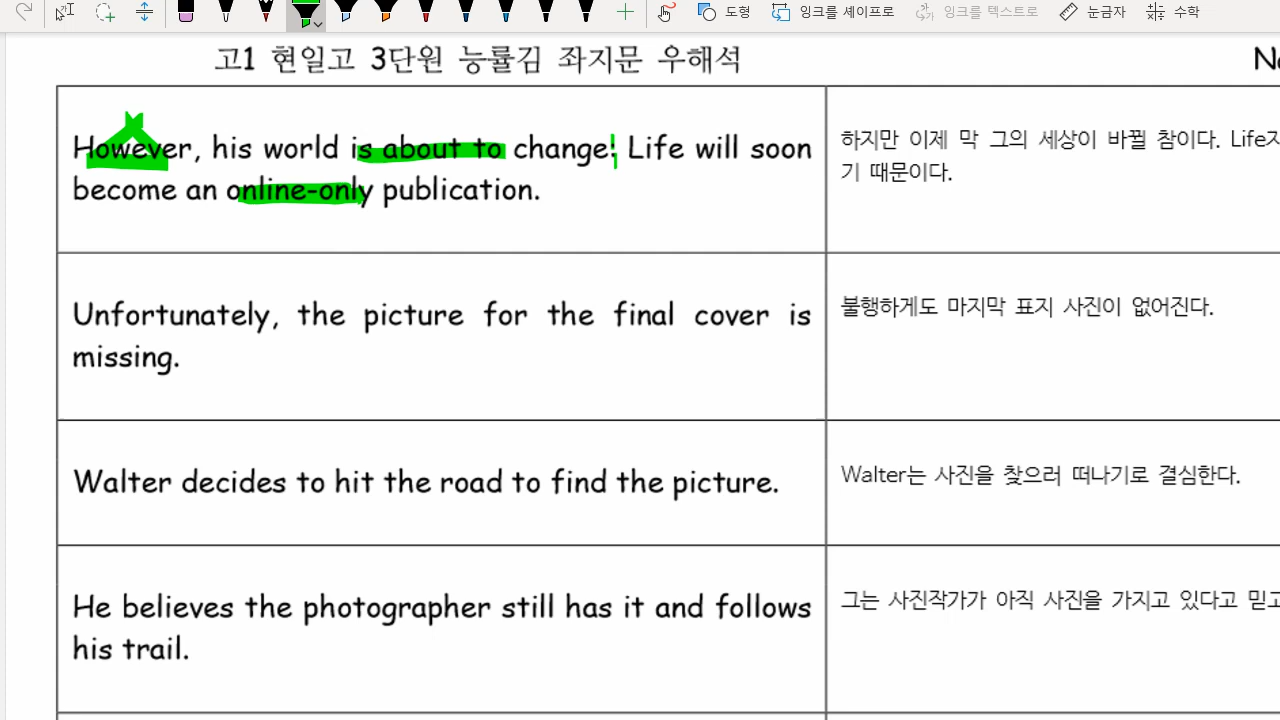 도형
잉크를 셰이프로
잉크를 텍스트로
눈금자
수학
고1 현일고 3단원 능률김 좌지문 우해석
However, his world is about to change: Life will soon
become an online-only publication.
하지만 이제 막 그의 세상이 바뀔 참이다. Life지
기 때문이다.
Unfortunately, the picture for the final cover is
missing.
불행하게도 마지막 표지 사진이 없어진다.
Walter decides to hit the road to find the picture.
Walter는 사진을 찾으러 떠나기로 결심한다.
He believes the photographer still has it and follows
his trail.
그는 사진작가가 아직 사진을 가지고 있다고 믿고